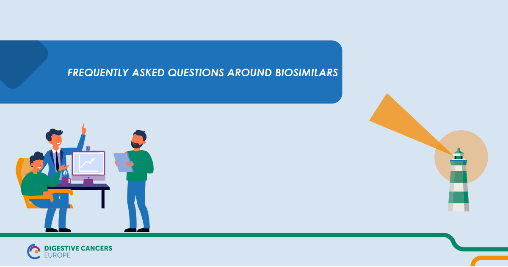 FREQUENTLY ASKED QUESTIONS AROUND BIOSIMILARS
DIGESTIVE CANCERS
EUROPE